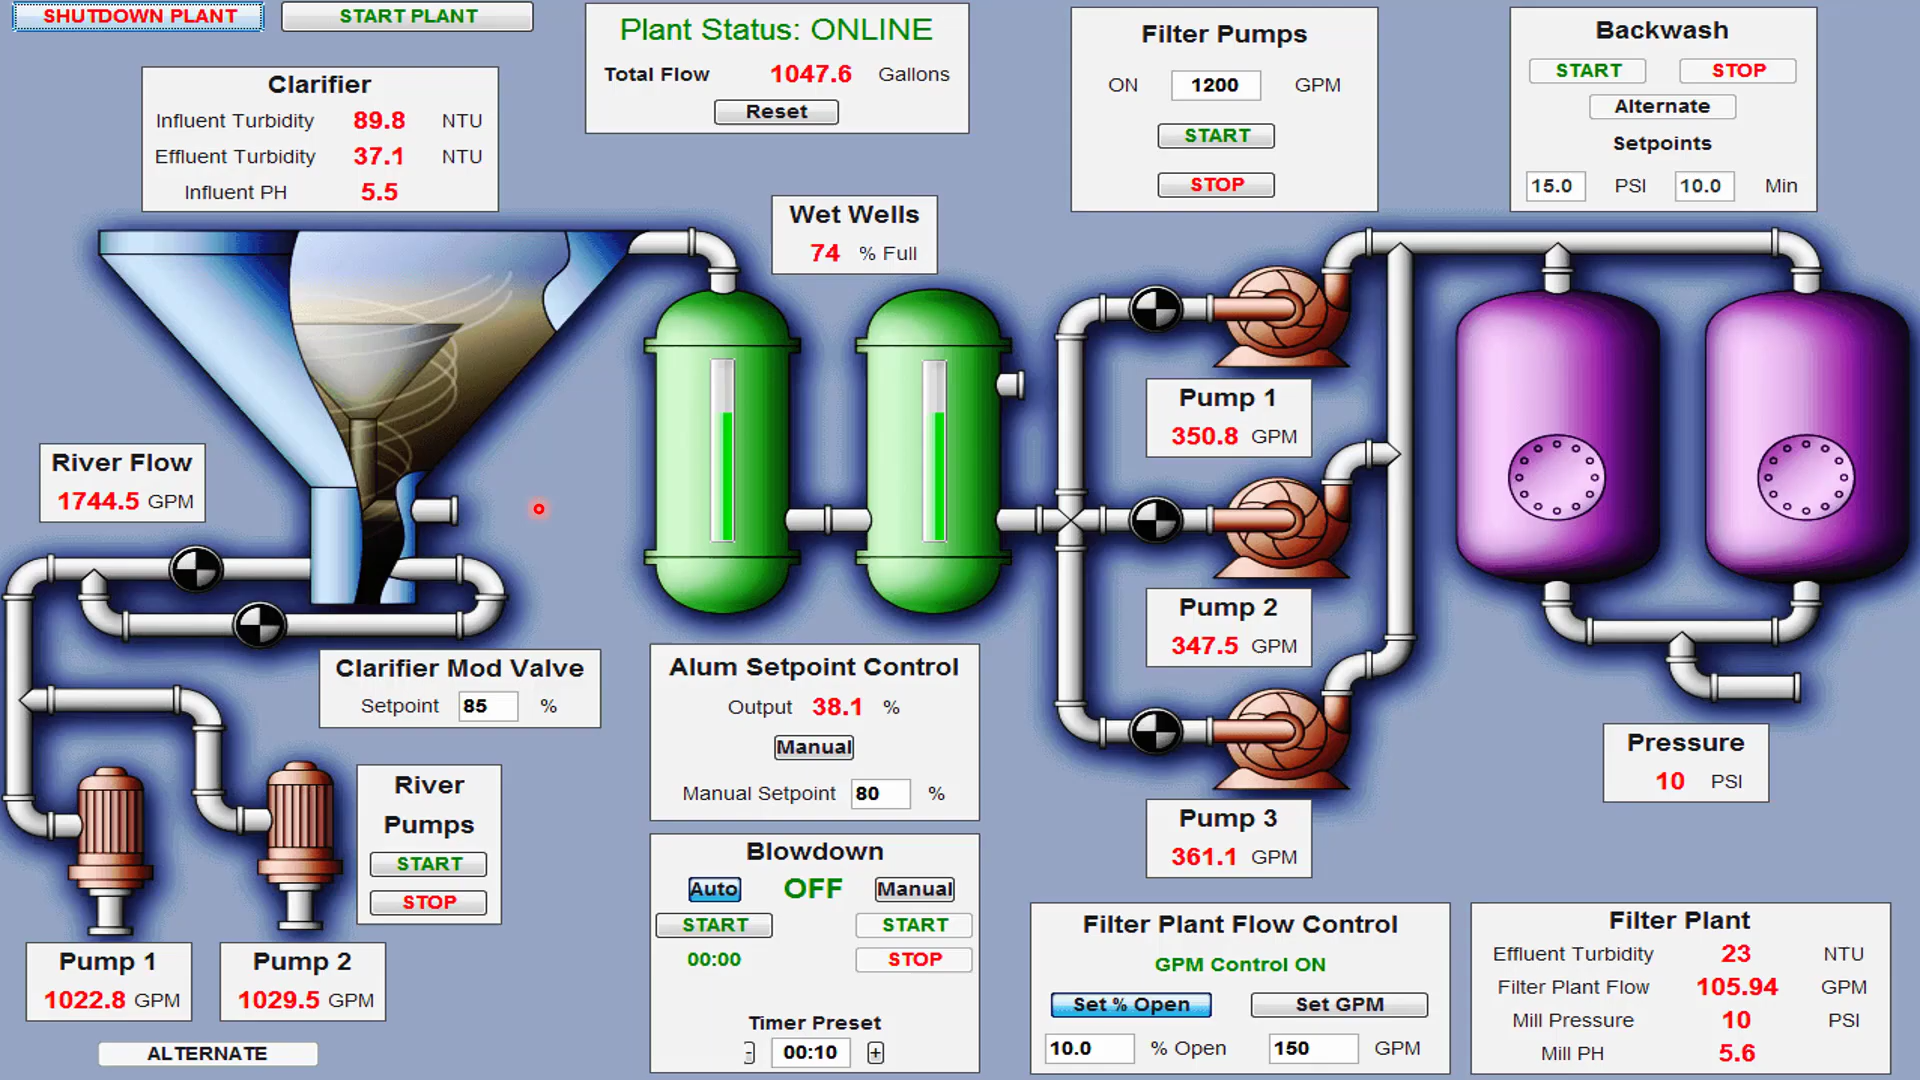 SHUTDOWN PLANT
START PLANT
Plant Status: ONLINE
Total Flow 1047.6 Gallons
Reset
Filter Pumps
ON 1200 GPM
START
STOP
Backwash
START STOP
Alternate
Setpoints
15.0 PSI 10.0 Min
Clarifier
Influent Turbidity 89.8 NTU
Effluent Turbidity 37.1 NTU
Influent PH 5.5
Wet Wells
74 % Full
River Flow
1744.5 GPM
Pump 1
350.8 GPM
Pump 2
347.5 GPM
Pump 3
361.1 GPM
Clarifier Mod Valve
Setpoint 85 %
Alum Setpoint Control
Output 38.1 %
Manual
Manual Setpoint 80 %
Pressure
10 PSI
River
Pumps
START
STOP
Pump 1
1022.8 GPM
Pump 2
1029.5 GPM
ALTERNATE
Blowdown
Auto OFF Manual
START START
00:00 STOP
Timer Preset
- 00:10 +
Filter Plant Flow Control
GPM Control ON
Set % Open Set GPM
10.0 % Open 150 GPM
Filter Plant
Effluent Turbidity 23 NTU
Filter Plant Flow 105.94 GPM
Mill Pressure 10 PSI
Mill PH 5.6